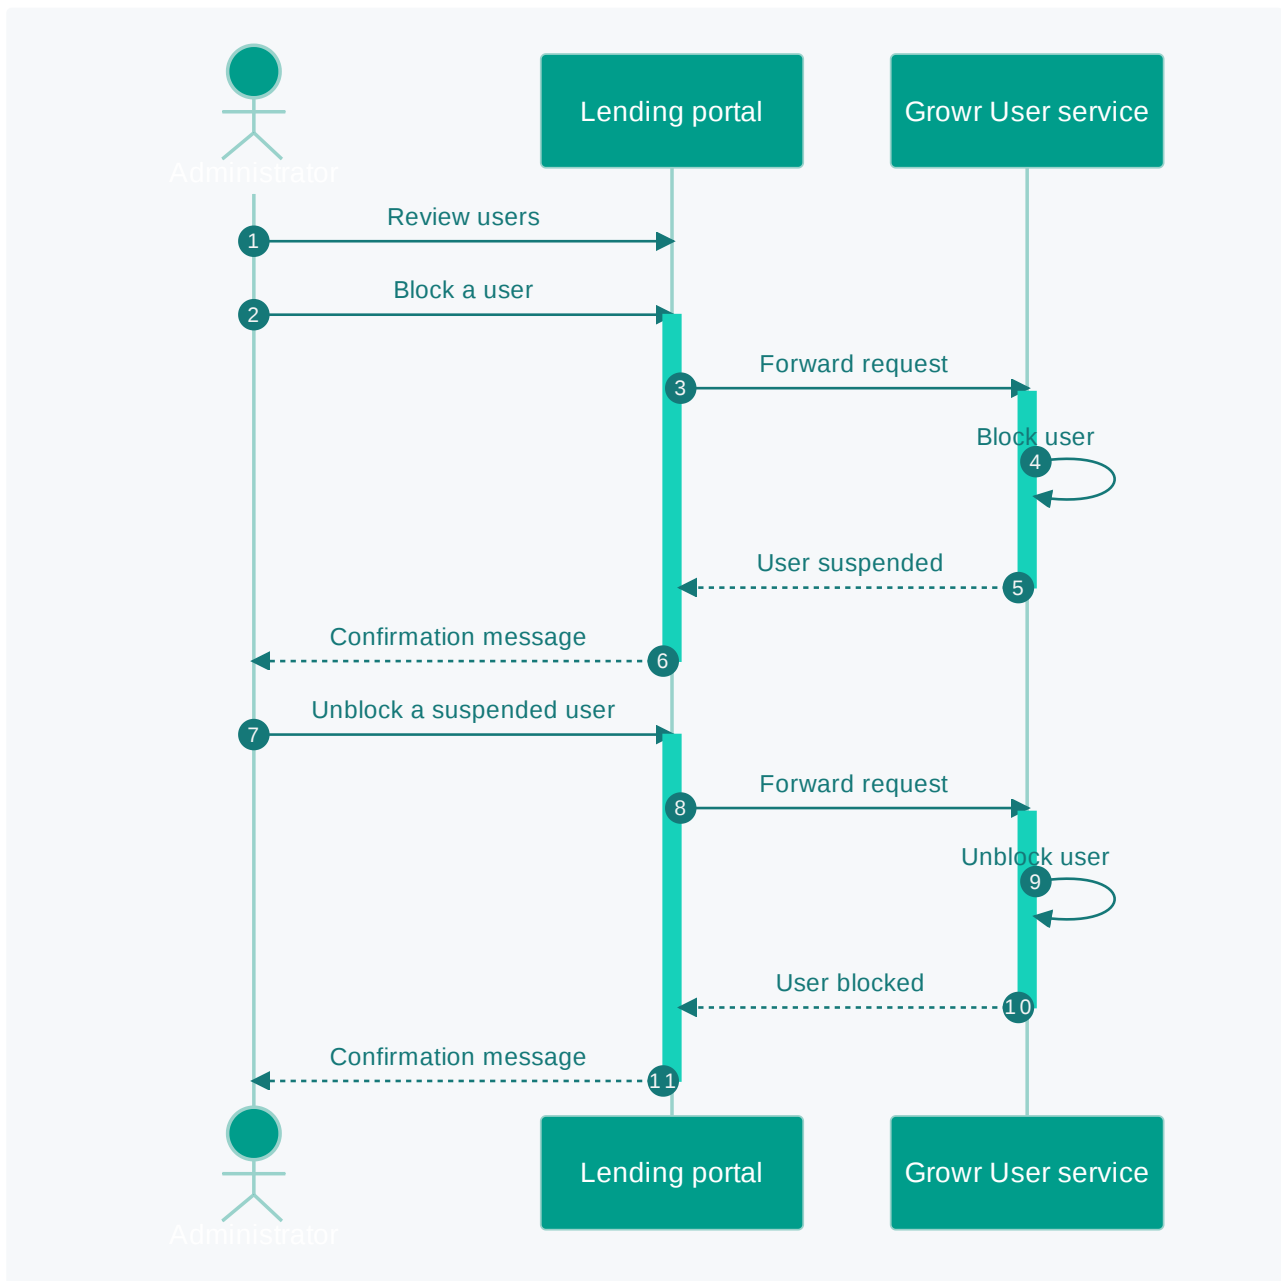 Administrator
Lending portal
Growr User service
Review users
1
Block a user
2
Forward request
3
Block user
4
User suspended
5
Confirmation message
6
Unblock a suspended user
7
Forward request
8
Unblock user
9
User blocked
10
Confirmation message
11
Administrator
Lending portal
Growr User service